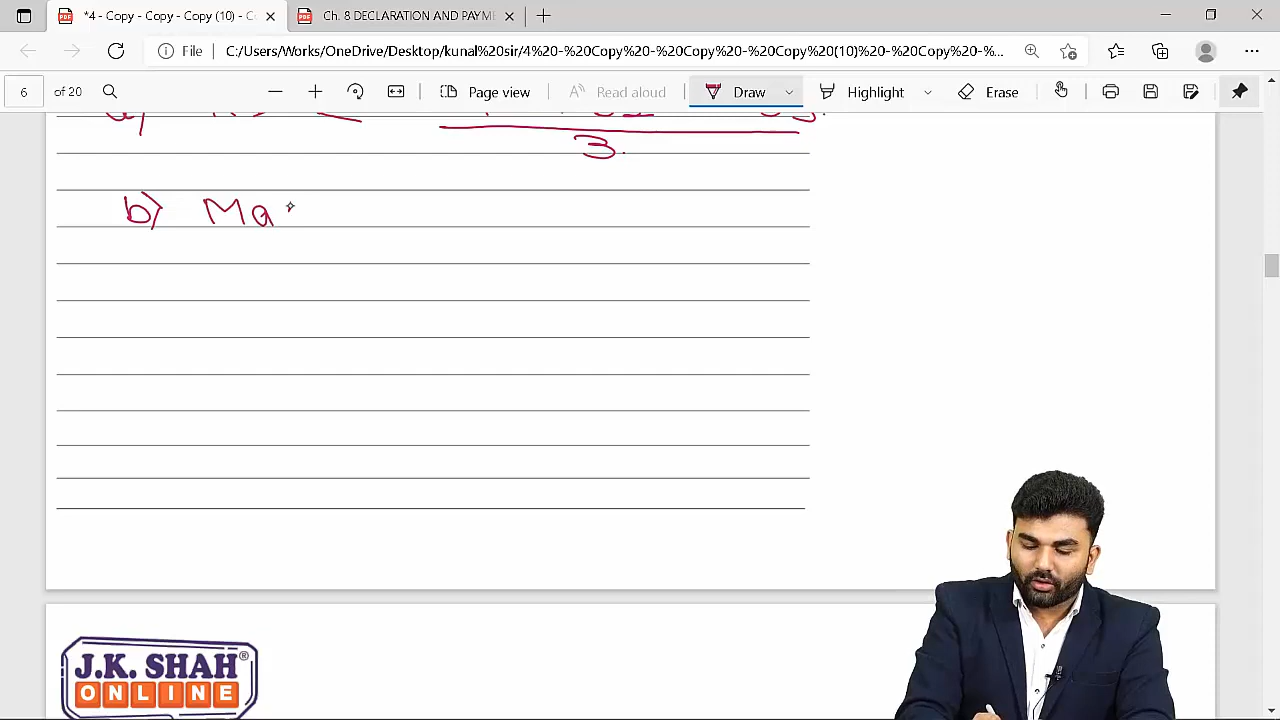 *4 - Copy - Copy - Copy (10) - C
Ch. 8 DECLARATION AND PAYM
File
C:/Users/Works/OneDrive/Desktop/kunal%20sir/4%20-%20Copy%20-%20Copy%20-%20Copy%20(10)%20-%20Copy%20-%...
6
of 20
Page view
Read aloud
Draw
Highlight
Erase
3.
b) Ma
J.K. SHAH®
ONLINE